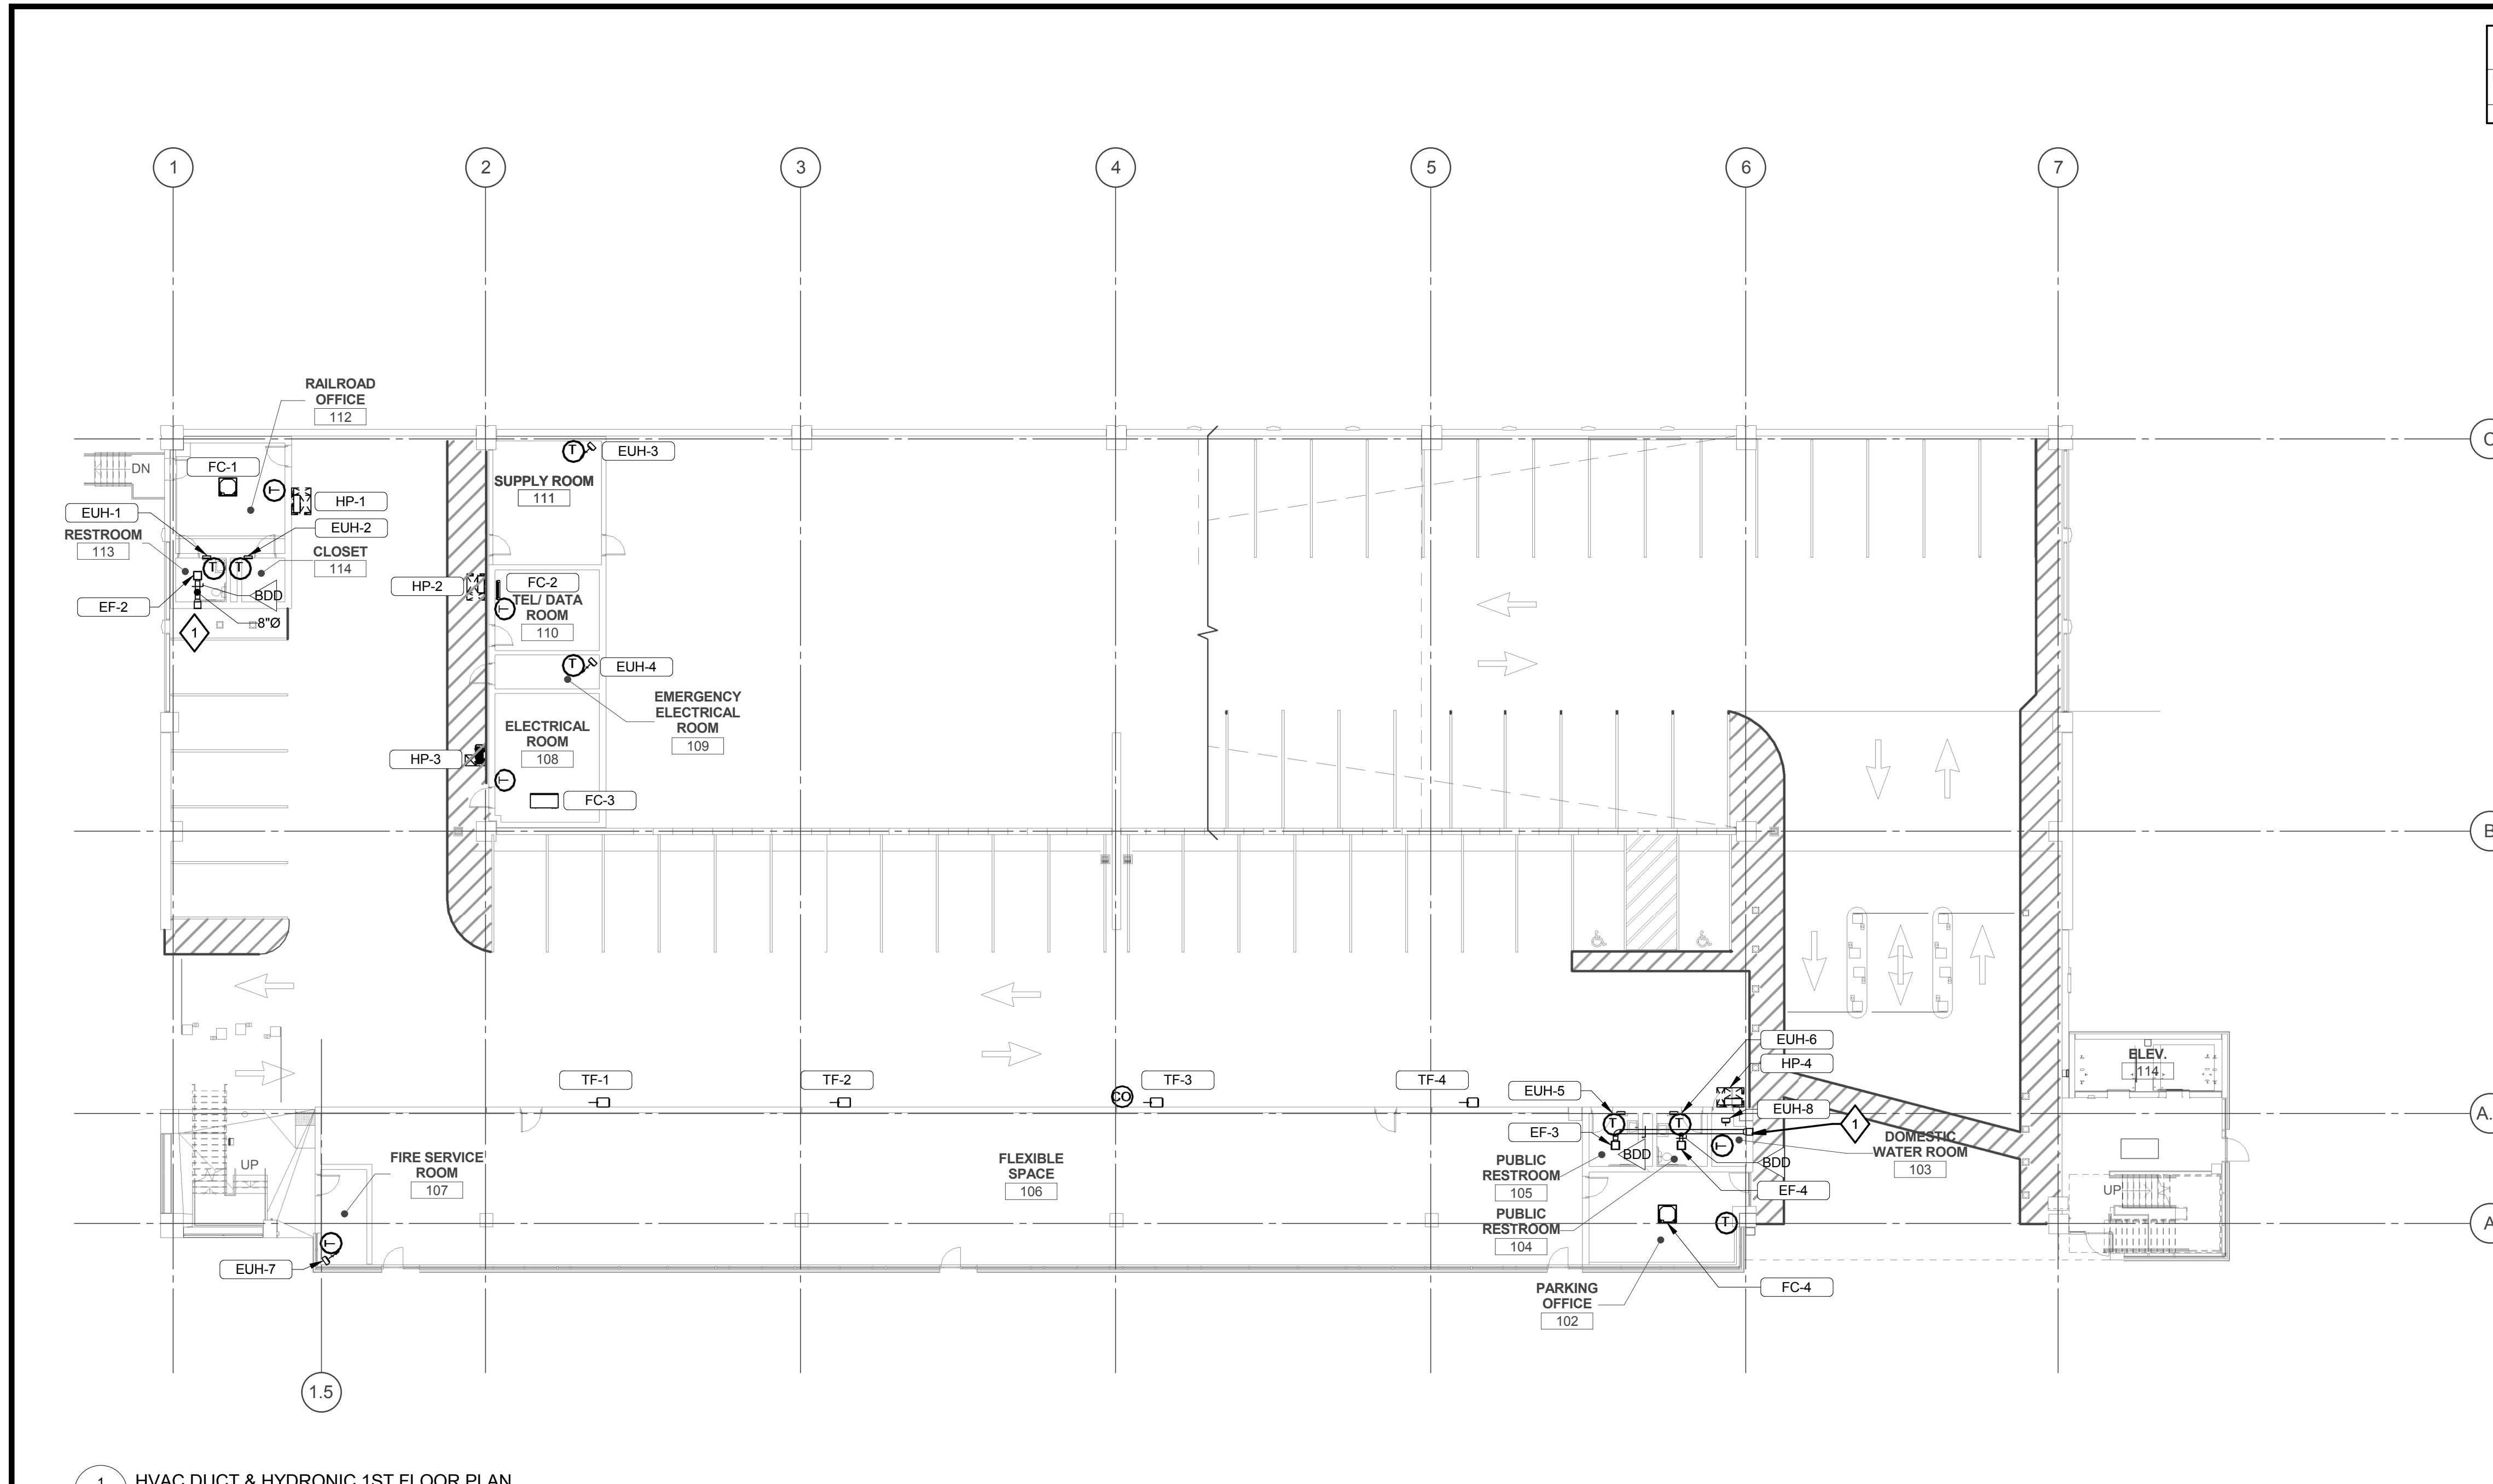 1
2
3
4
5
6
7
RAILROAD
OFFICE
112
DN
FC-1
T
HP-1
EUH-1
EUH-2
RESTROOM
113
CLOSET
114
T
T
EF-2
BDD
8"Ø
1
T
EUH-3
SUPPLY ROOM
111
HP-2
FC-2
TEL/ DATA
ROOM
110
T
T
EUH-4
EMERGENCY
ELECTRICAL
ROOM
109
ELECTRICAL
ROOM
108
HP-3
T
FC-3
C
B
TF-1
TF-2
CO
TF-3
TF-4
EUH-6
HP-4
EUH-5
EUH-8
T
T
T
1
EF-3
BDD
BDD
DOMESTIC
WATER ROOM
103
EF-4
PUBLIC
RESTROOM
105
PUBLIC
RESTROOM
104
T
PARKING
OFFICE
102
FC-4
ELEV.
114
UP
A.
A
UP
FIRE SERVICE
ROOM
107
FLEXIBLE
SPACE
106
T
EUH-7
1.5
1
HVAC DUCT & HYDRONIC 1ST FLOOR PLAN